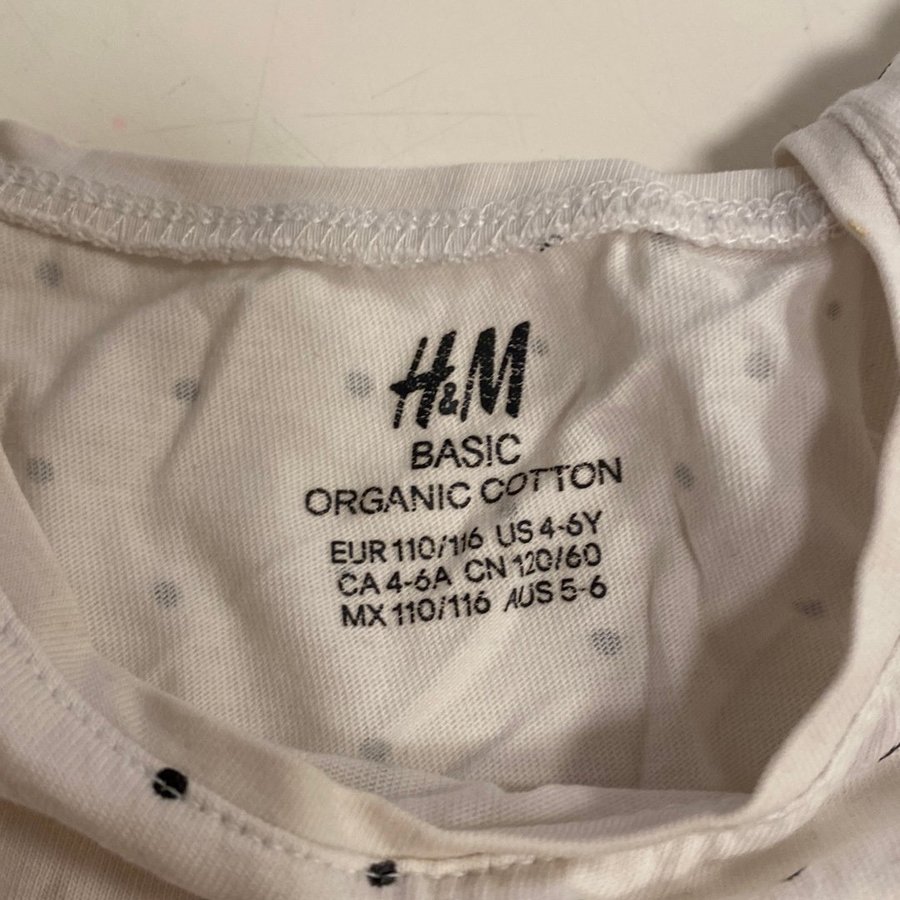 H&M
BASIC
ORGANIC COTTON
EUR 110/116 US 4-6Y
CA 4-6A CN 120/60
MX 110/116 AUS 5-6